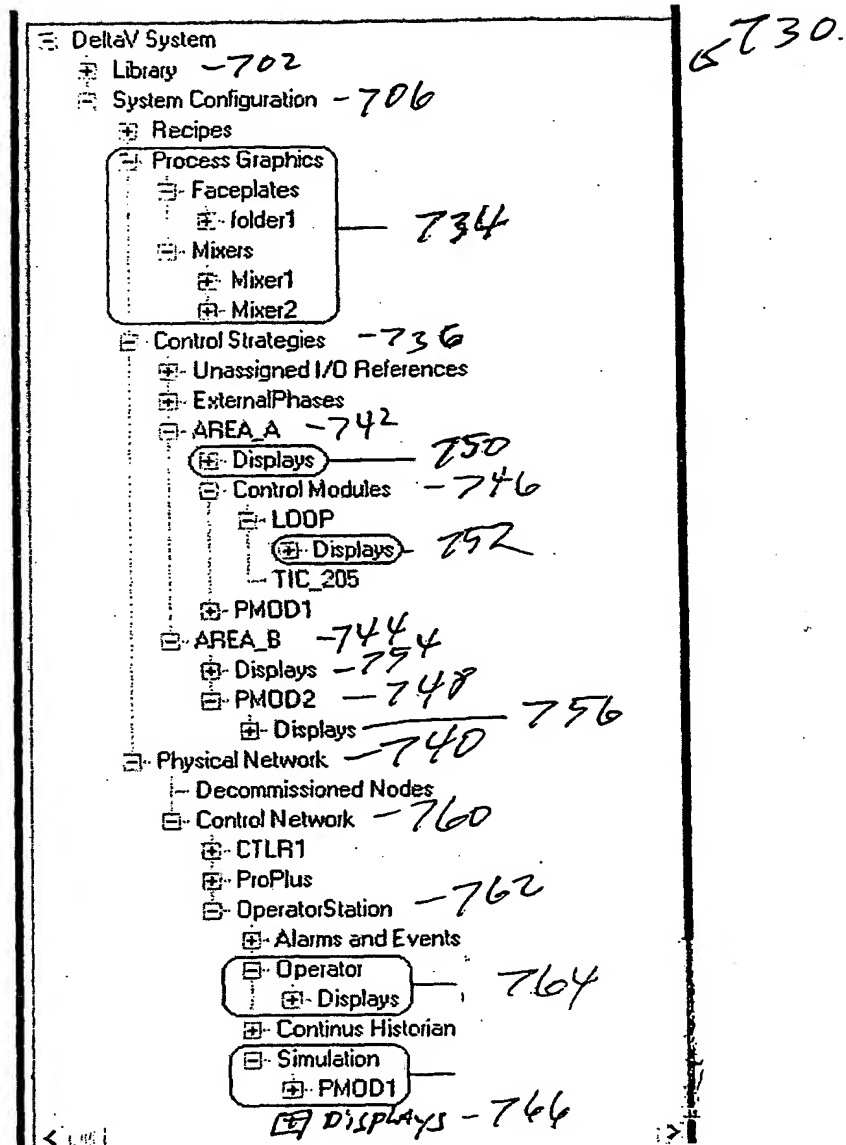 DeltaV System
730.
Library -702
System Configuration -706
Recipes
Process Graphics
Faceplates
folder1
734
Mixers
Mixer1
Mixer2
Control Strategies -736
Unassigned I/O References
ExternalPhases
AREA_A -742
Displays 750
Control Modules -746
LOOP
Displays 752
TIC_205
PMOD1
AREA_B -744
Displays -754
PMOD2 -748
Displays 756
Physical Network -740
Decommissioned Nodes
Control Network -760
CTLR1
ProPlus
OperatorStation -762
Alarms and Events
Operator
764
Displays
Continus Historian
Simulation
PMOD1
DISPLAYS -766